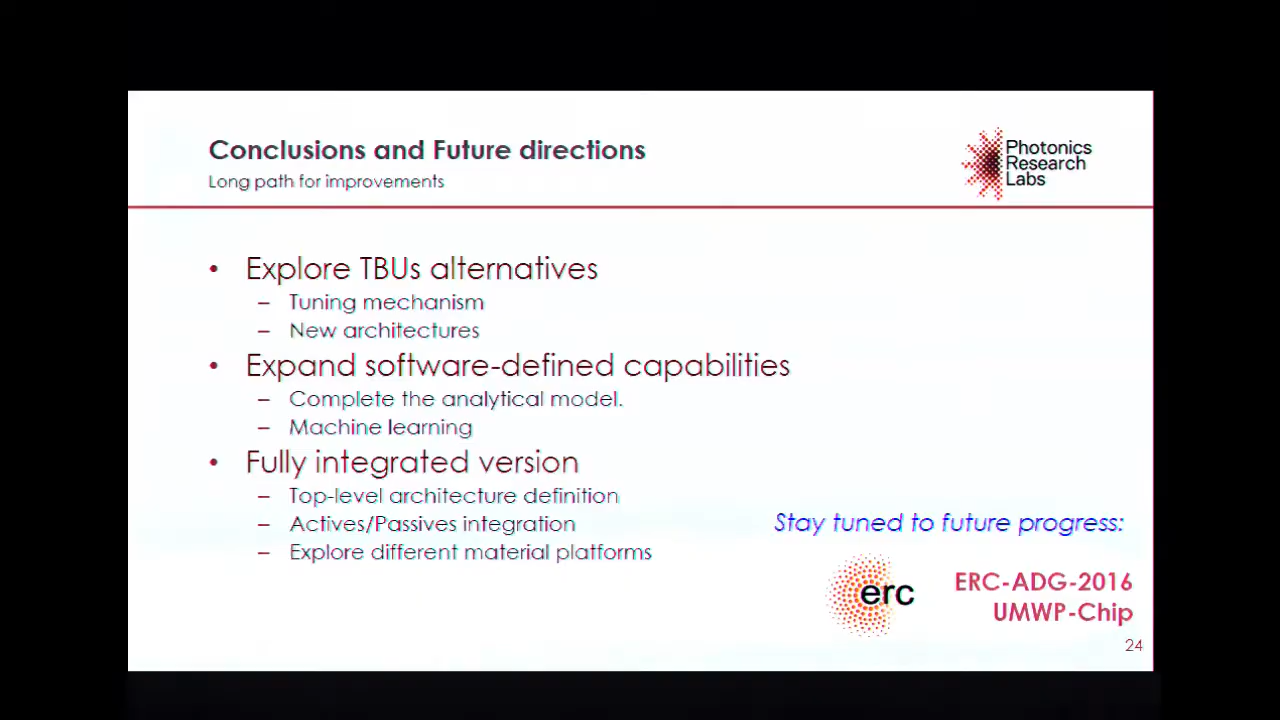 Conclusions and Future directions
Long path for improvements
Photonics
Research
Labs
• Explore TBUs alternatives
– Tuning mechanism
– New architectures
• Expand software-defined capabilities
– Complete the analytical model.
– Machine learning
• Fully integrated version
– Top-level architecture definition
– Actives/Passives integration
– Explore different material platforms
Stay tuned to future progress:
erc
ERC-ADG-2016
UMWP-Chip
24